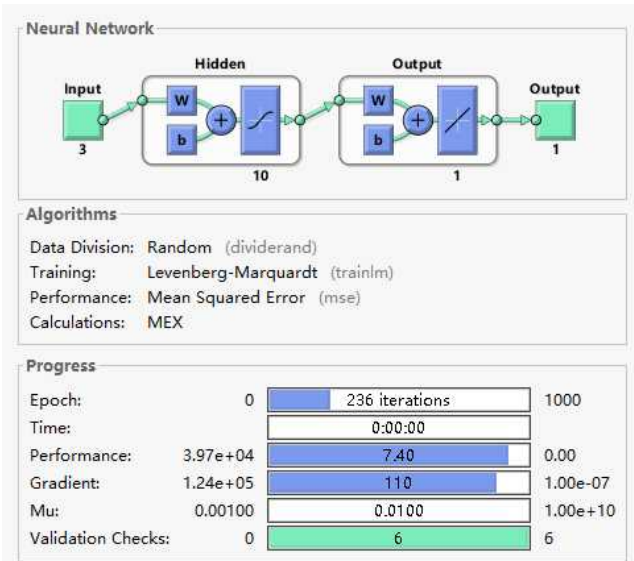 Neural Network
Hidden
Output
Input
Output
W
b
+
W
b
+
3
10
1
1
Algorithms
Data Division: Random (dividerand)
Training: Levenberg-Marquardt (trainlm)
Performance: Mean Squared Error (mse)
Calculations: MEX
Progress
Epoch: 0 236 iterations 1000
Time: 0:00:00
Performance: 3.97e+04 7.40 0.00
Gradient: 1.24e+05 110 1.00e-07
Mu: 0.00100 0.0100 1.00e+10
Validation Checks: 0 6 6